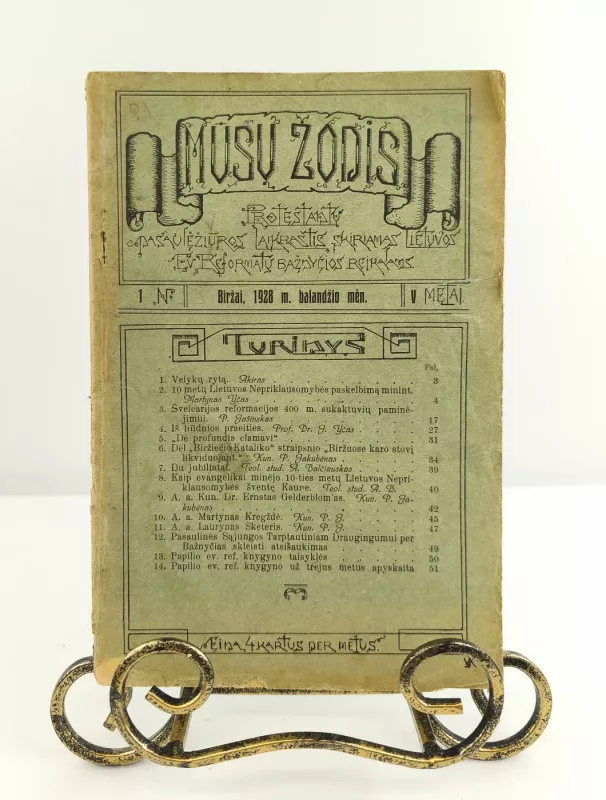 MŪSŲ ŽODIS
PROTESTANTŲ
PASAULĖŽIŪROS LAIKRAŠTIS SKIRIAMAS LIETUVOS
EV. REFORMATŲ BAŽNYČIOS REIKALAMS
1 №
Biržai, 1928 m. balandžio mėn.
V METAI
TURINYS
Psl.
1. Velykų rytą. Akiras 3
2. 10 metų Lietuvos Nepriklausomybės paskelbimą minint.
Martynas Yčas 4
3. Šveicarijos reformacijos 400 m. sukaktuvių paminė-
jimui. P. Jašinskas 17
4. Iš liūdnios praeities. Prof. Dr. J. Yčas 27
5. „De profundis clamavi“ 31
6. Dėl „Biržiečio Kataliko“ straipsnio „Biržuose karo stovį
likviduojant.“ Kun. P. Jakubėnas 34
7. Du jubiliatai. Teol. stud. A. Balčiauskas 39
8. Kaip evangelikai minėjo 10-ties metų Lietuvos Nepri-
klausomybės šventę Kaune. Teol. stud. A. B. 40
9. A. a. Kun. Dr. Ernstas Gelderblom'as. Kun. P. Ja-
kubėnas 42
10. A. a. Martynas Kregždė. Kun. P. J. 45
11. A. a. Laurynas Skėteris. Kun. P. J. 47
12. Pasaulinės Sąjungos Tarptautiniam Draugingumui per
Bažnyčias skleisti atsišaukimas 49
13. Papilio ev. ref. knygyno taisyklės 50
14. Papilio ev. ref. knygyno už trejus metus apyskaita 51
„EINA 4 KARTUS PER METUS.“